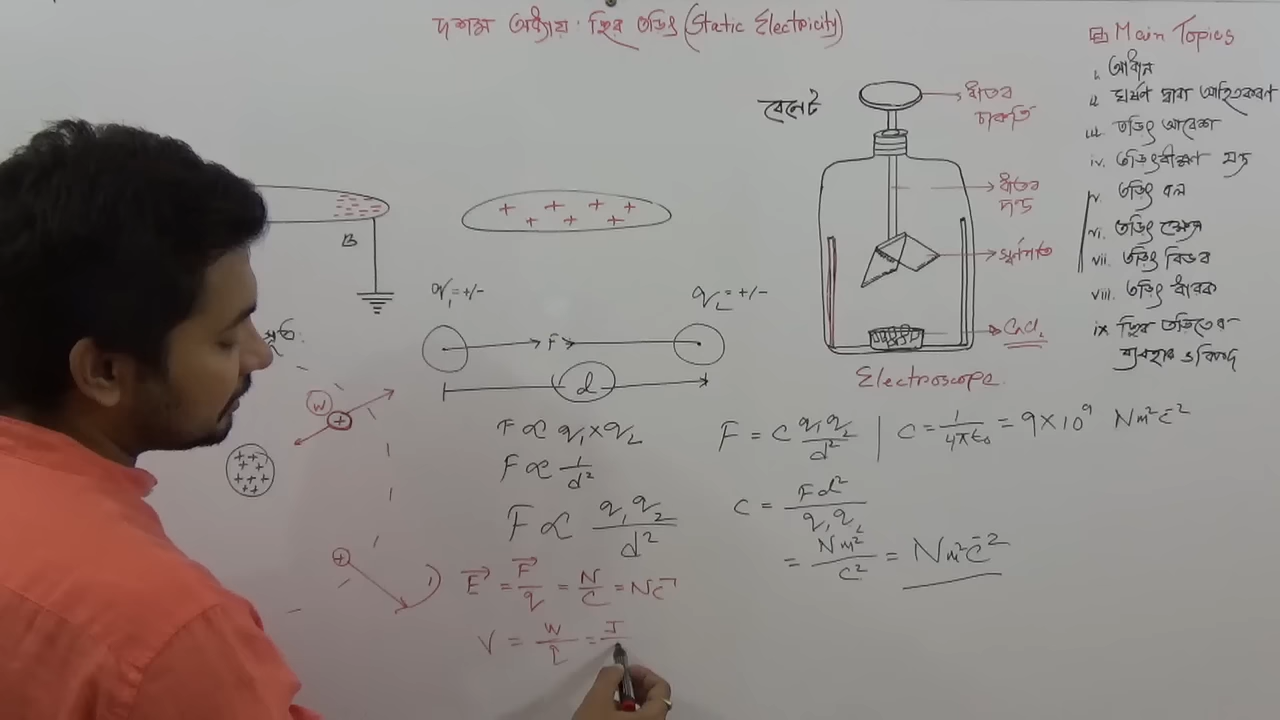 দশম অধ্যায়: স্থির তড়িৎ (Static Electricity)
Main Topics
i. আধান
ii. ঘর্ষণ দ্বারা আহিতকরণ
iii. তড়িৎ আবেশ
iv. তড়িৎবীক্ষণ যন্ত্র
v. তড়িৎ বল
vi. তড়িৎ ক্ষেত্র
vii. তড়িৎ বিভব
viii. তড়িৎ ধারক
ix স্থির তড়িতের
ব্যবহার ও বিপদ
ধাতব
চাকতি
ধাতব
দণ্ড
স্বর্ণপাত
CaCl₂
Electroscope
B
+ + + + + + +
q₁=+/-
q₂=+/-
F
d
W
F ∝ q₁×q₂
F ∝ 1/d²
F ∝ q₁q₂/d²
E⃗ = F⃗/q = N/C = NC⁻
V = W/q = J/
F = C q₁q₂/d² | C = 1/4πε₀ = 9×10⁹ Nm²C⁻²
C = Fd²/q₁q₂
= Nm²/C² = Nm²C⁻²